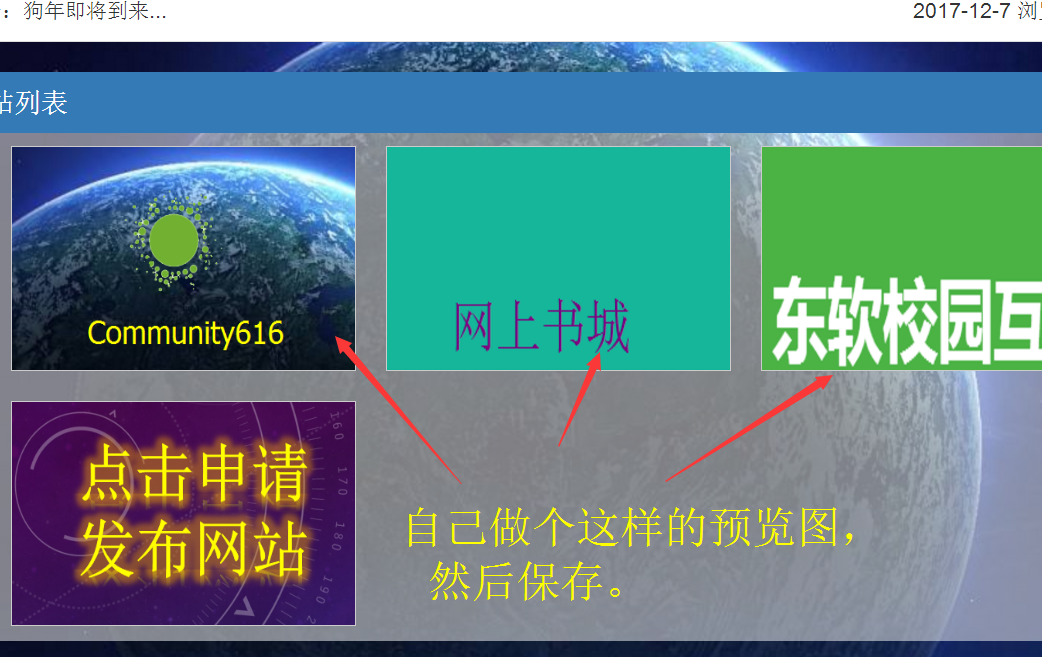 ：狗年即将到来...
2017-12-7 浏
站列表
Community616
网上书城
东软校园互
点击申请
发布网站
自己做个这样的预览图，
然后保存。
160
170
180
190